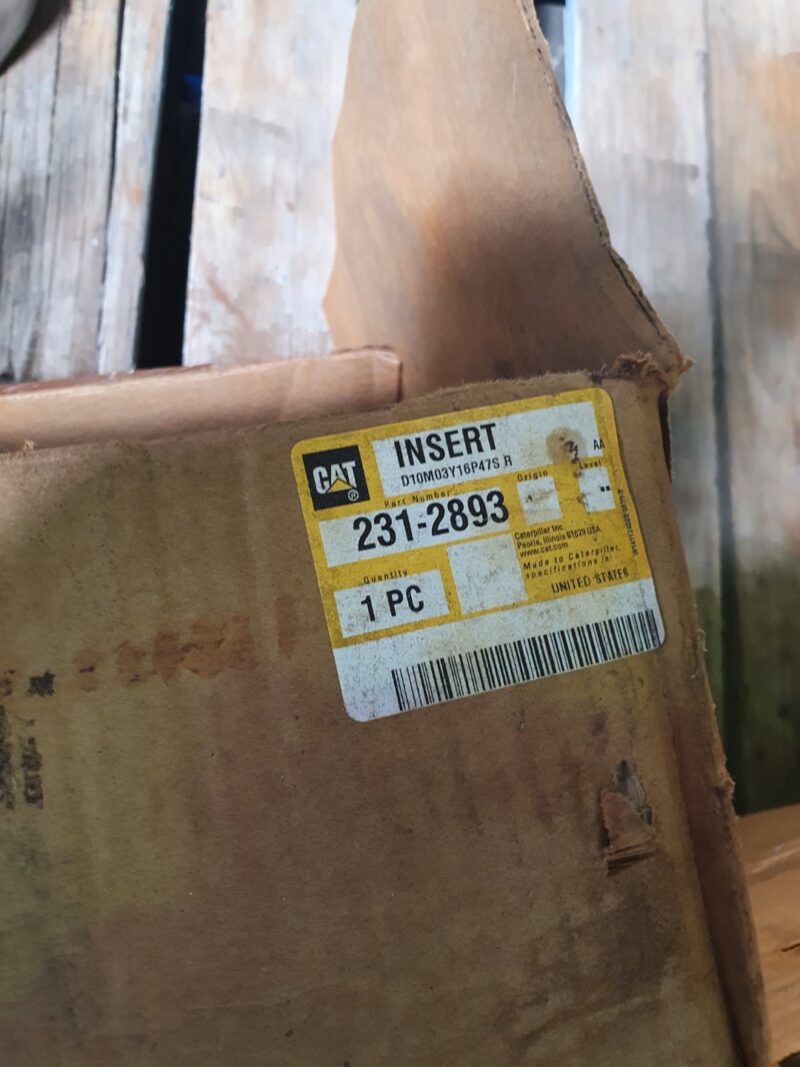 CAT
®
INSERT
D10M03Y16P47S R
AA
Part Number
Origin
Level
231-2893
Caterpillar Inc.
Peoria, Illinois 61629 USA
www.cat.com
Made to Caterpillar
specifications in:
UNITED STATES
Quantity
1 PC